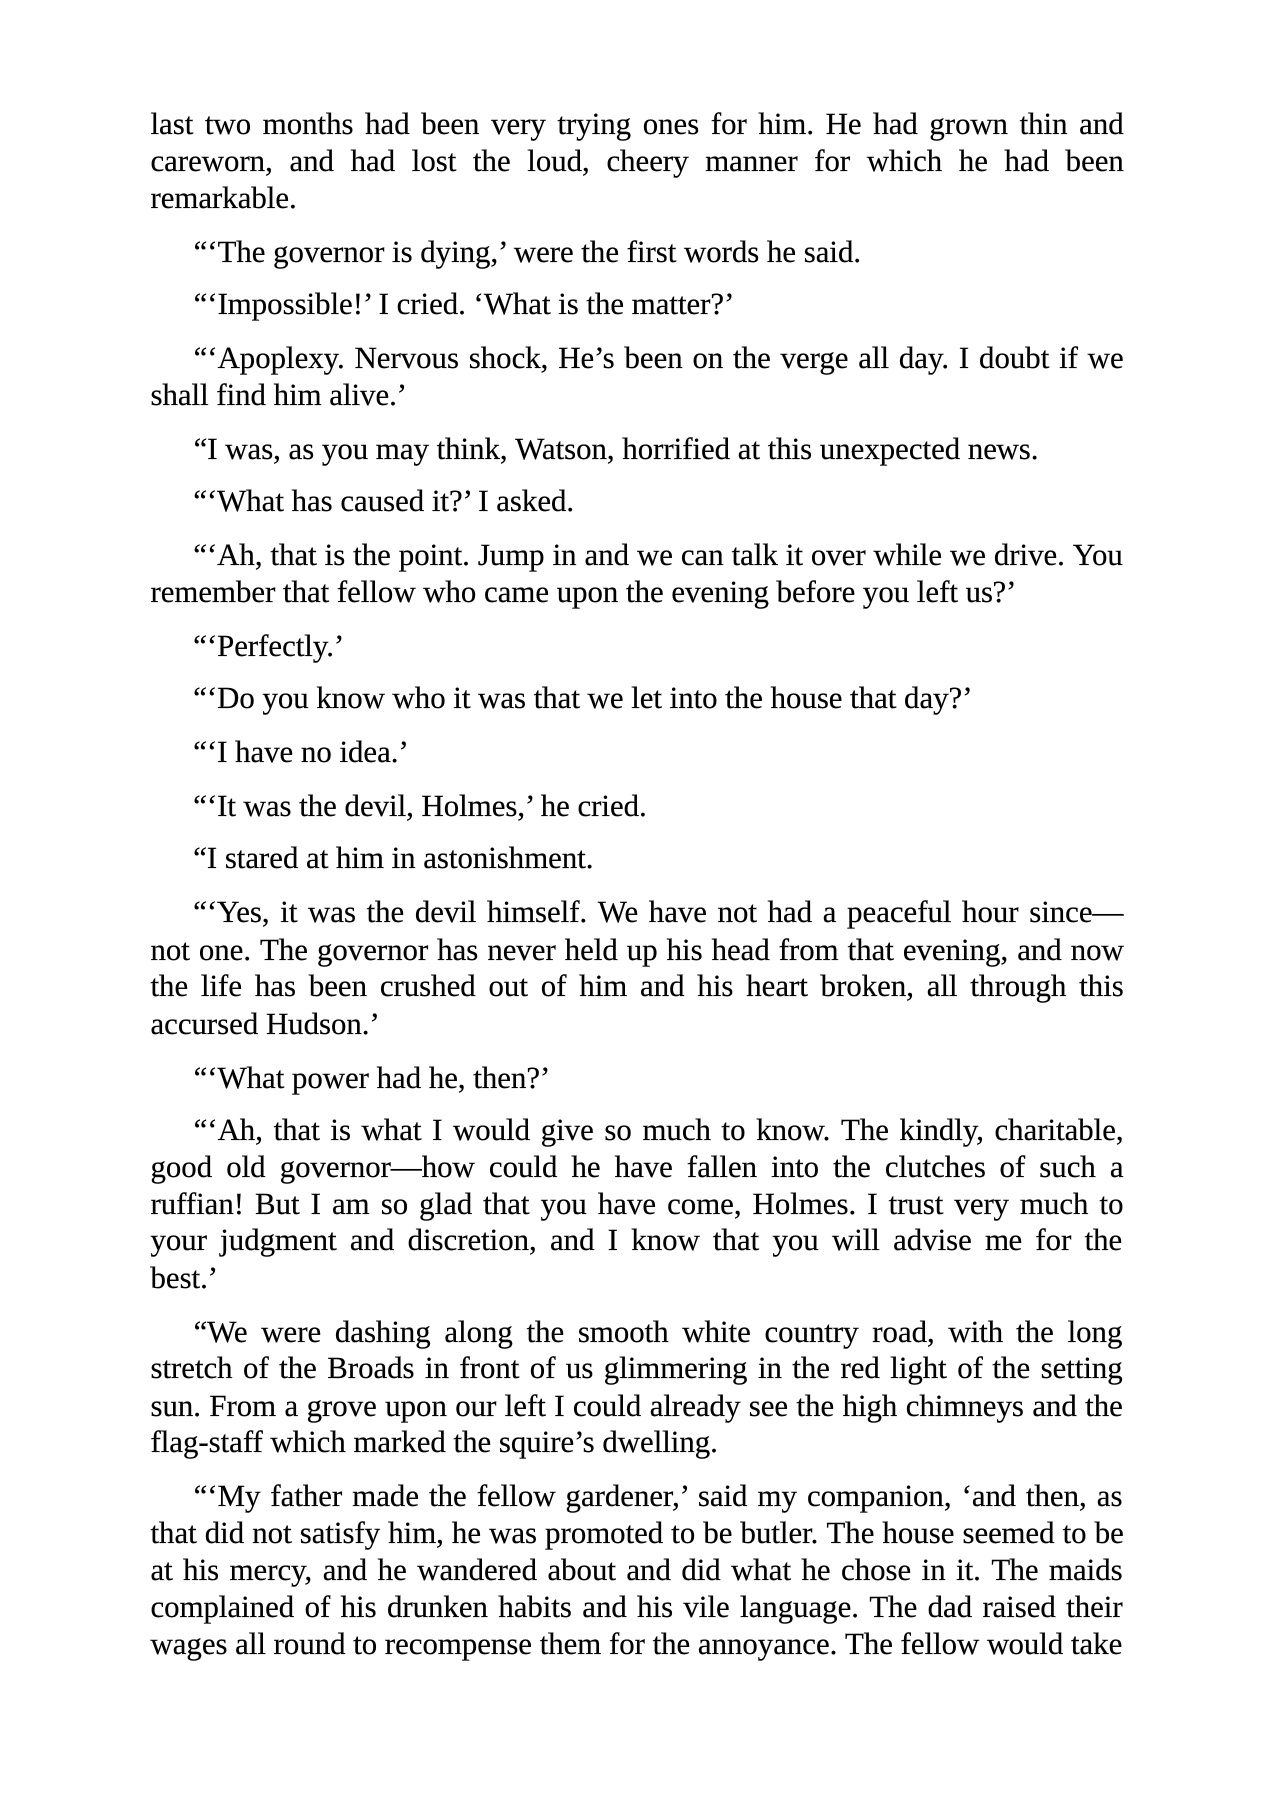 last two months had been very trying ones for him. He had grown thin and
careworn, and had lost the loud, cheery manner for which he had been
remarkable.
“‘The governor is dying,’ were the first words he said.
“‘Impossible!’ I cried. ‘What is the matter?’
“‘Apoplexy. Nervous shock, He’s been on the verge all day. I doubt if we
shall find him alive.’
“I was, as you may think, Watson, horrified at this unexpected news.
“‘What has caused it?’ I asked.
“‘Ah, that is the point. Jump in and we can talk it over while we drive. You
remember that fellow who came upon the evening before you left us?’
“‘Perfectly.’
“‘Do you know who it was that we let into the house that day?’
“‘I have no idea.’
“‘It was the devil, Holmes,’ he cried.
“I stared at him in astonishment.
“‘Yes, it was the devil himself. We have not had a peaceful hour since—
not one. The governor has never held up his head from that evening, and now
the life has been crushed out of him and his heart broken, all through this
accursed Hudson.’
“‘What power had he, then?’
“‘Ah, that is what I would give so much to know. The kindly, charitable,
good old governor—how could he have fallen into the clutches of such a
ruffian! But I am so glad that you have come, Holmes. I trust very much to
your judgment and discretion, and I know that you will advise me for the
best.’
“We were dashing along the smooth white country road, with the long
stretch of the Broads in front of us glimmering in the red light of the setting
sun. From a grove upon our left I could already see the high chimneys and the
flag-staff which marked the squire’s dwelling.
“‘My father made the fellow gardener,’ said my companion, ‘and then, as
that did not satisfy him, he was promoted to be butler. The house seemed to be
at his mercy, and he wandered about and did what he chose in it. The maids
complained of his drunken habits and his vile language. The dad raised their
wages all round to recompense them for the annoyance. The fellow would take